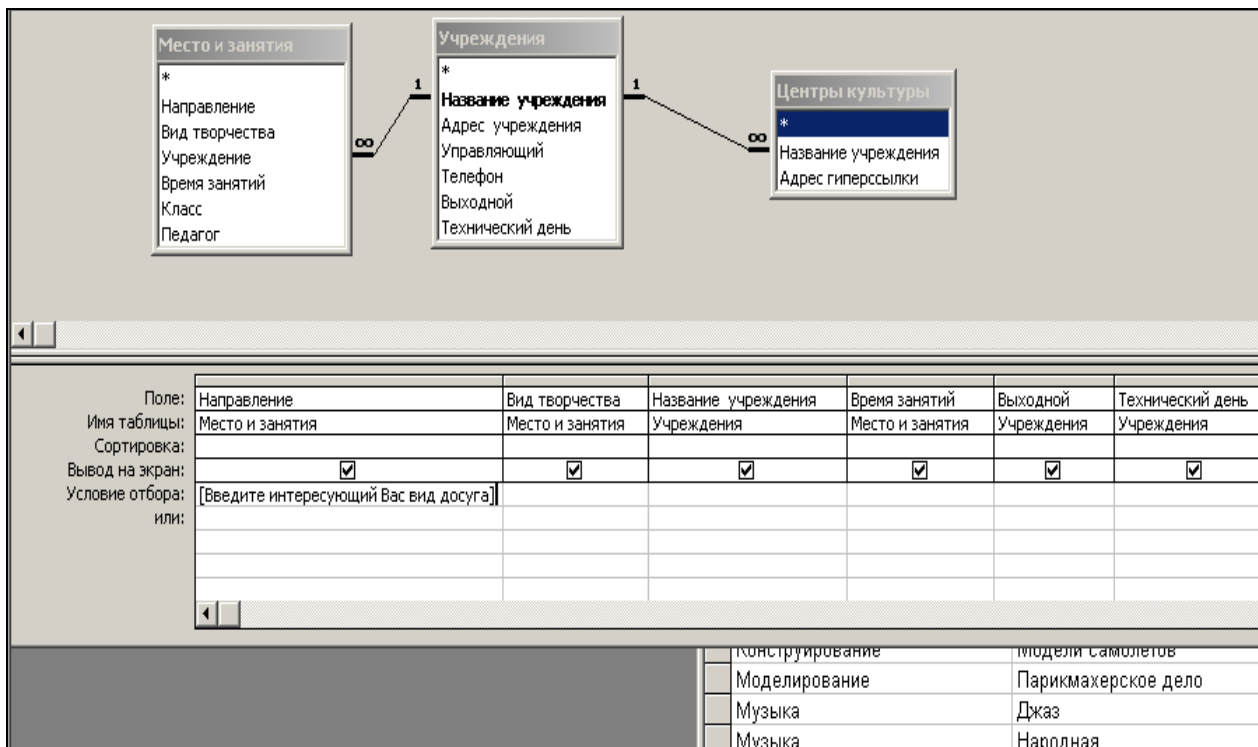 Место и занятия
*
Направление
Вид творчества
Учреждение
Время занятий
Класс
Педагог
∞
1
Учреждения
*
Название учреждения
Адрес учреждения
Управляющий
Телефон
Выходной
Технический день
1
∞
Центры культуры
*
Название учреждения
Адрес гиперссылки
Поле: Направление Вид творчества Название учреждения Время занятий Выходной Технический день
Имя таблицы: Место и занятия Место и занятия Учреждения Место и занятия Учреждения Учреждения
Сортировка:
Вывод на экран:
Условие отбора: [Введите интересующий Вас вид досуга]
или:
Конструирование Модели самолетов
Моделирование Парикмахерское дело
Музыка Джаз
Музыка Народная